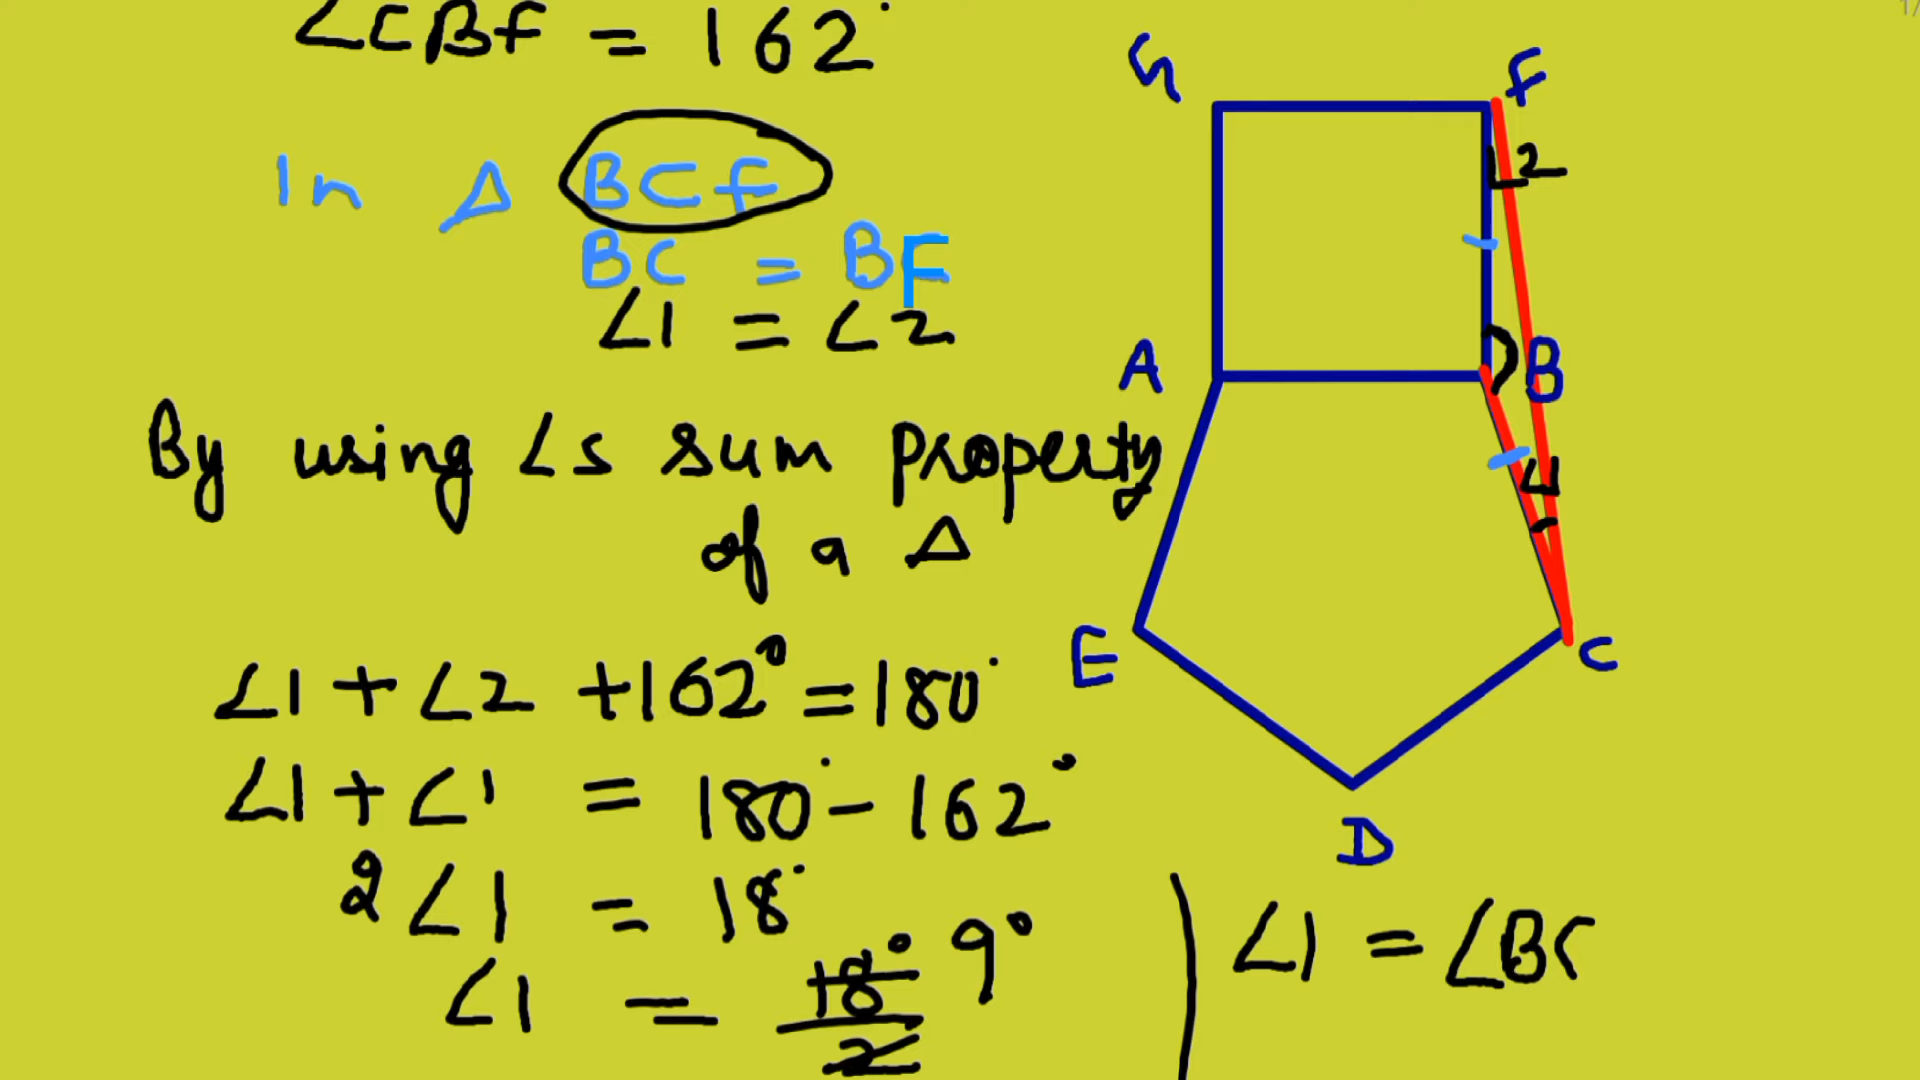 ∠CBF = 162°
In Δ BCF
BC = BF
∠1 = ∠2
By using ∠s sum property
of a Δ
∠1 + ∠2 + 162° = 180°
∠1 + ∠1 = 180° - 162°
2∠1 = 18°
∠1 = 18°/2 9°
G
F
∠2
A
B
∠1
E
C
D
∠1 = ∠BC